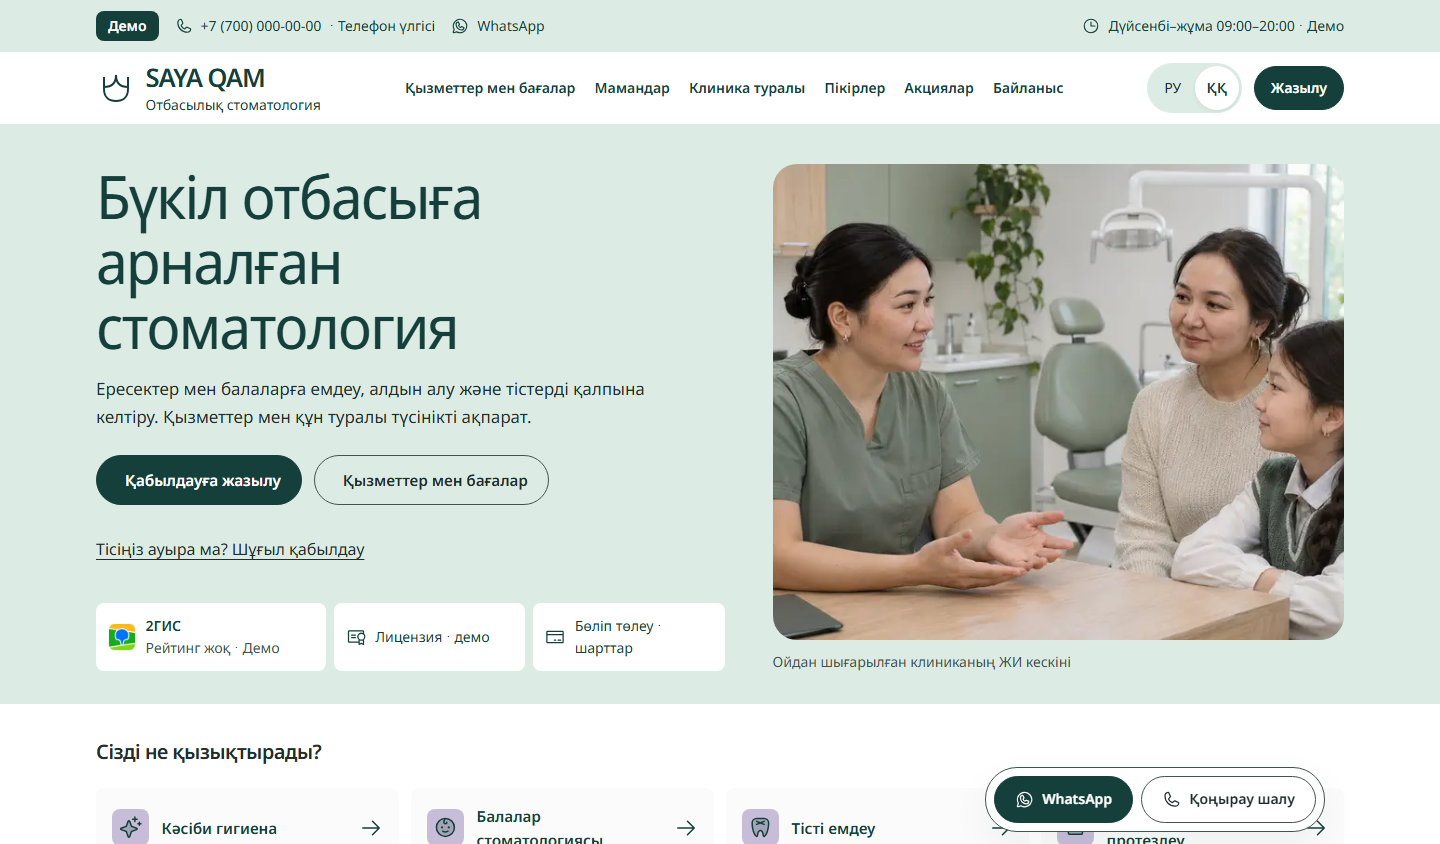 Демо
+7 (700) 000-00-00 · Телефон үлгісі
WhatsApp
Дүйсенбі–жұма 09:00–20:00 · Демо
SAYA QAM
Отбасылық стоматология
Қызметтер мен бағалар
Мамандар
Клиника туралы
Пікірлер
Акциялар
Байланыс
РУ
ҚҚ
Жазылу
Бүкіл отбасыға
арналған
стоматология
Ересектер мен балаларға емдеу, алдын алу және тістерді қалпына
келтіру. Қызметтер мен құн туралы түсінікті ақпарат.
Қабылдауға жазылу
Қызметтер мен бағалар
Тісіңіз ауыра ма? Шұғыл қабылдау
2ГИС
Рейтинг жоқ · Демо
Лицензия · демо
Бөліп төлеу ·
шарттар
Ойдан шығарылған клиниканың ЖИ кескіні
Сізді не қызықтырады?
Кәсіби гигиена
Балалар
стоматологиясы
Тісті емдеу
протездеу
WhatsApp
Қоңырау шалу